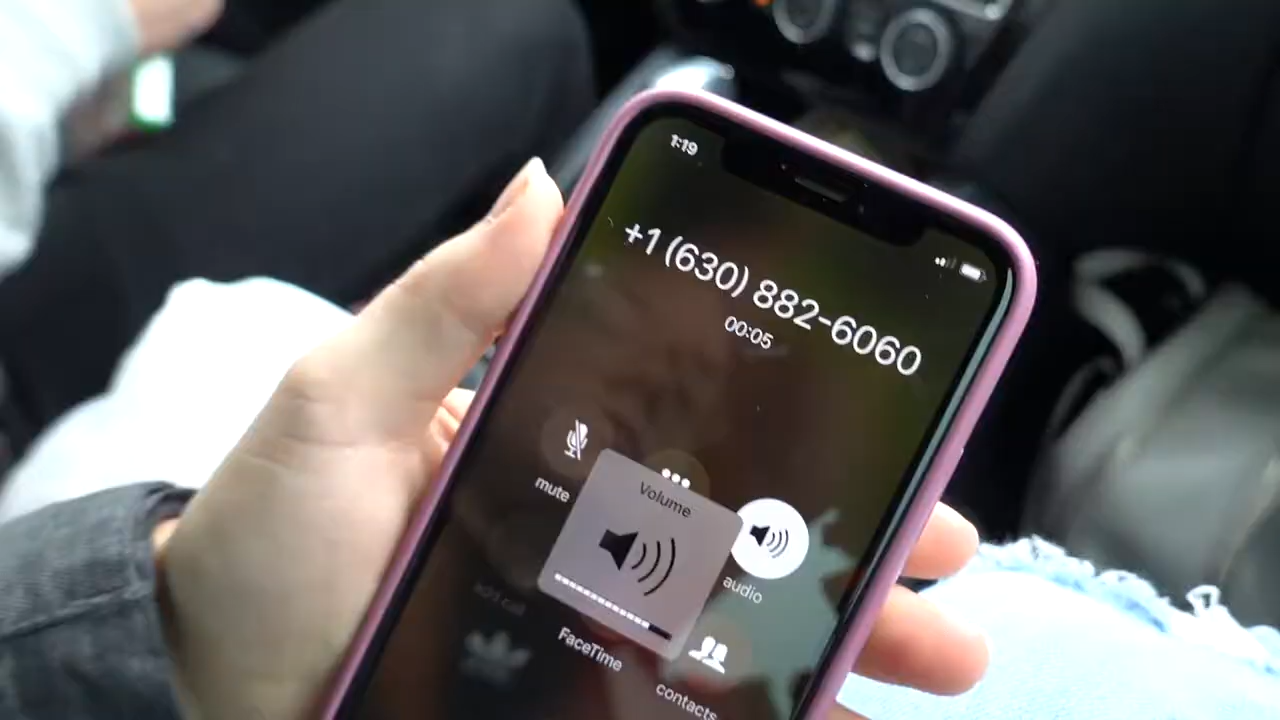 1:19
+1 (630) 882-6060
00:05
mute
Volume
audio
FaceTime
contacts